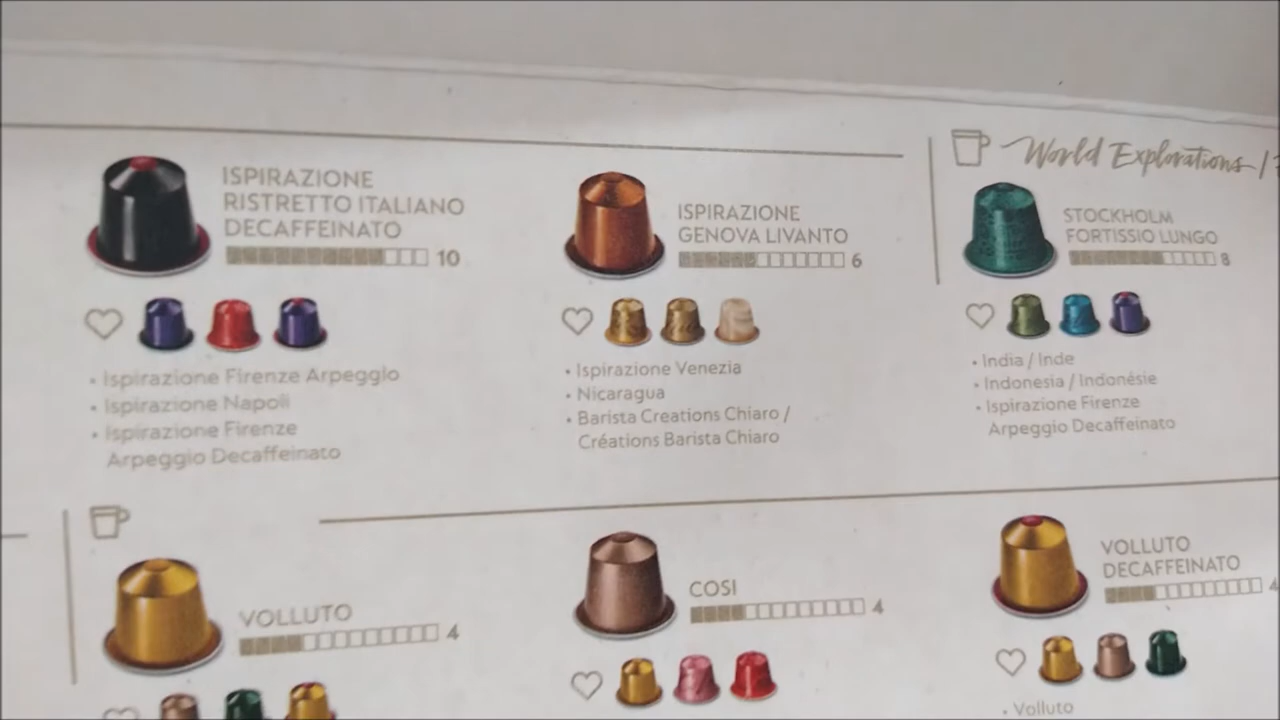 World Explorations /
ISPIRAZIONE
RISTRETTO ITALIANO
DECAFFEINATO
10
• Ispirazione Firenze Arpeggio
• Ispirazione Napoli
• Ispirazione Firenze
Arpeggio Decaffeinato
ISPIRAZIONE
GENOVA LIVANTO
6
• Ispirazione Venezia
• Nicaragua
• Barista Creations Chiaro /
Créations Barista Chiaro
STOCKHOLM
FORTISSIO LUNGO
8
• India / Inde
• Indonesia / Indonésie
• Ispirazione Firenze
Arpeggio Decaffeinato
VOLLUTO
4
COSI
4
VOLLUTO
DECAFFEINATO
4
• Volluto